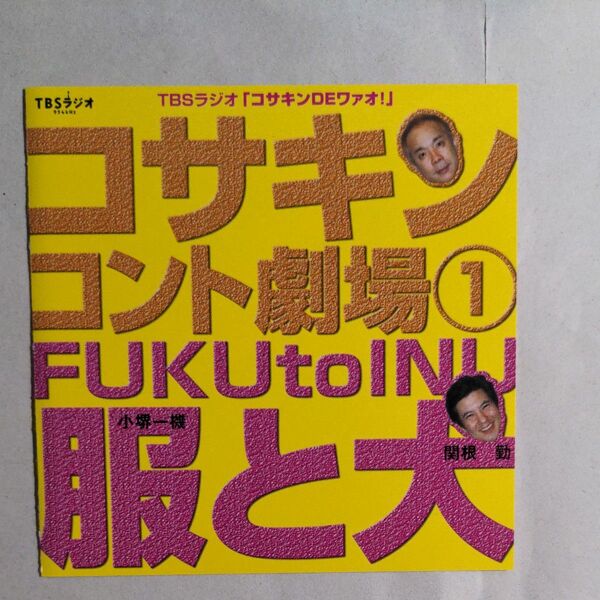 TBSラジオ
954kHz
TBSラジオ「コサキンDEワァオ!」
コサキン
コント劇場①
FUKUtoINU
小堺一機
関根 勤
服と犬